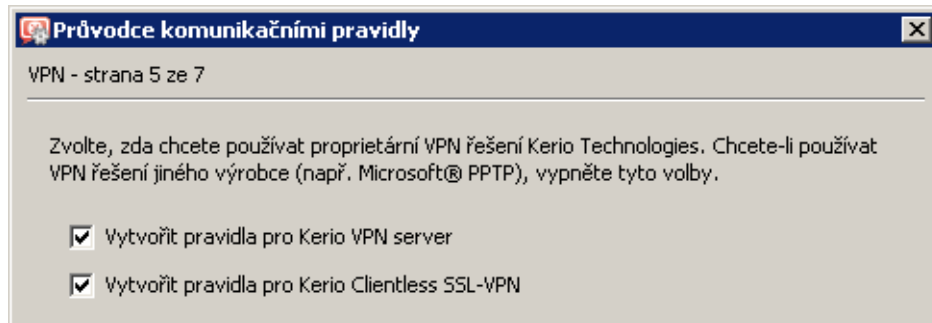 Průvodce komunikačními pravidly
VPN - strana 5 ze 7
Zvolte, zda chcete používat proprietární VPN řešení Kerio Technologies. Chcete-li používat
VPN řešení jiného výrobce (např. Microsoft® PPTP), vypněte tyto volby.
Vytvořit pravidla pro Kerio VPN server
Vytvořit pravidla pro Kerio Clientless SSL-VPN